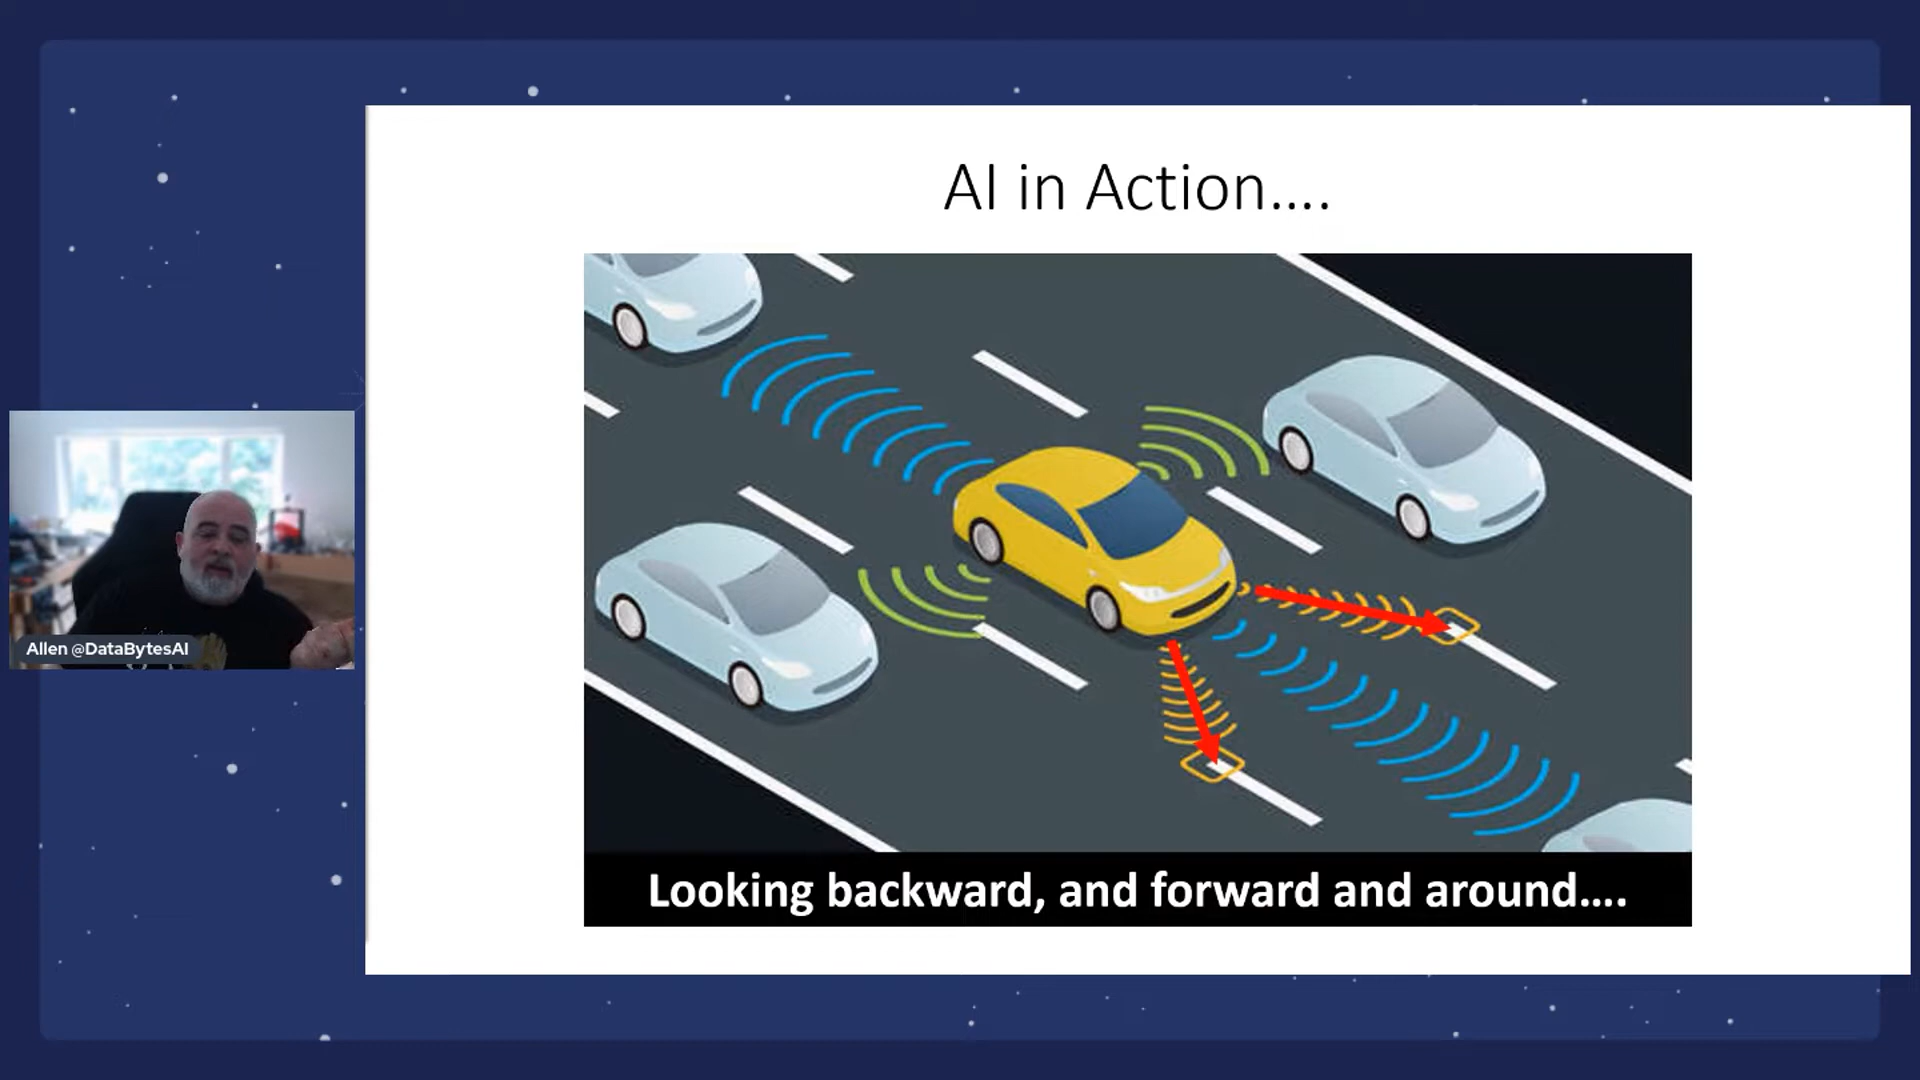 AI in Action....
Allen @DataBytesAI
Looking backward, and forward and around....